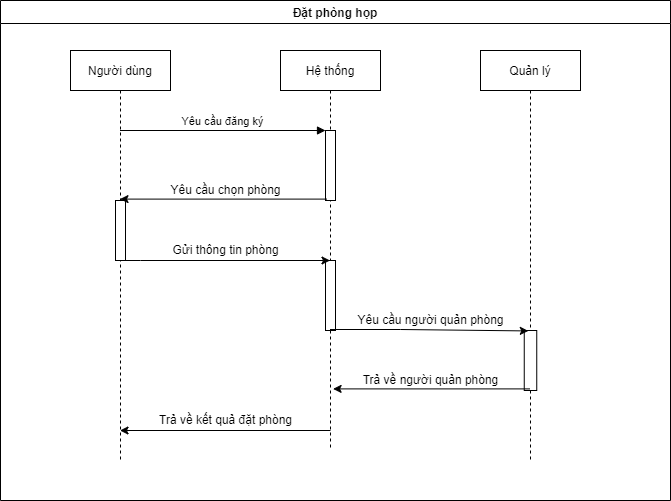 Đặt phòng họp
Người dùng
Hệ thống
Quản lý
Yêu cầu đăng ký
Yêu cầu chọn phòng
Gửi thông tin phòng
Yêu cầu người quản phòng
Trả về người quản phòng
Trả về kết quả đặt phòng